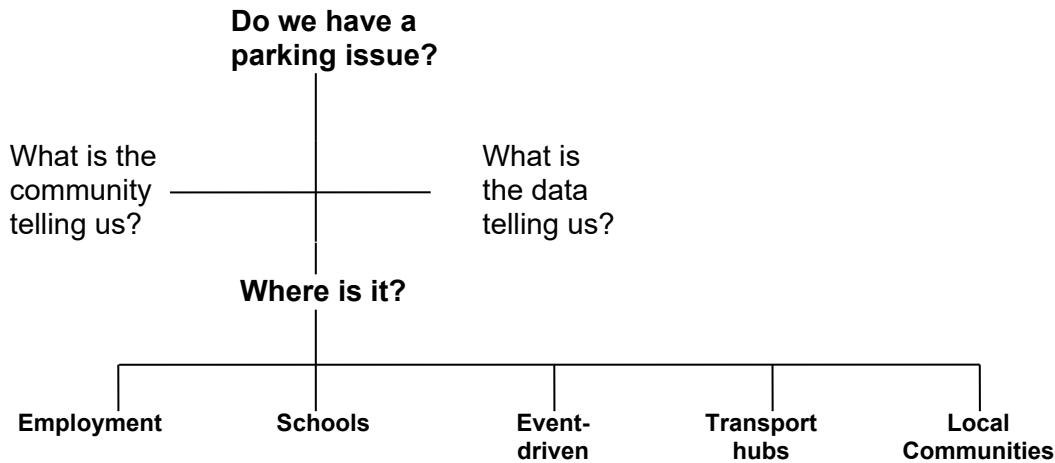 Do we have a
parking issue?
What is the
community
telling us?
What is
the data
telling us?
Where is it?
Employment
Schools
Event-
driven
Transport
hubs
Local
Communities